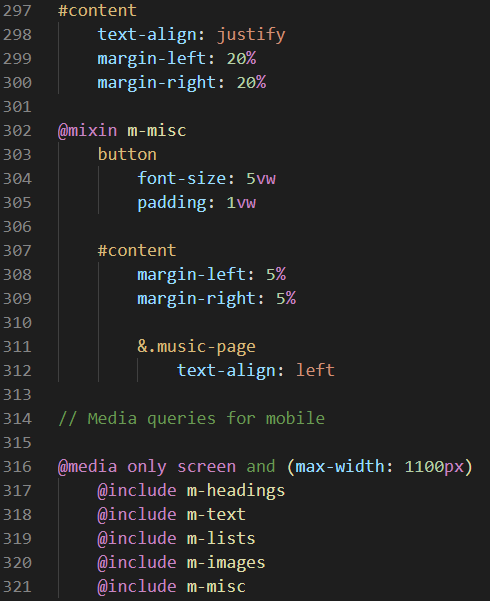 297 #content
298     text-align: justify
299     margin-left: 20%
300     margin-right: 20%
301
302 @mixin m-misc
303     button
304         font-size: 5vw
305         padding: 1vw
306
307     #content
308         margin-left: 5%
309         margin-right: 5%
310
311         &.music-page
312             text-align: left
313
314 // Media queries for mobile
315
316 @media only screen and (max-width: 1100px)
317     @include m-headings
318     @include m-text
319     @include m-lists
320     @include m-images
321     @include m-misc